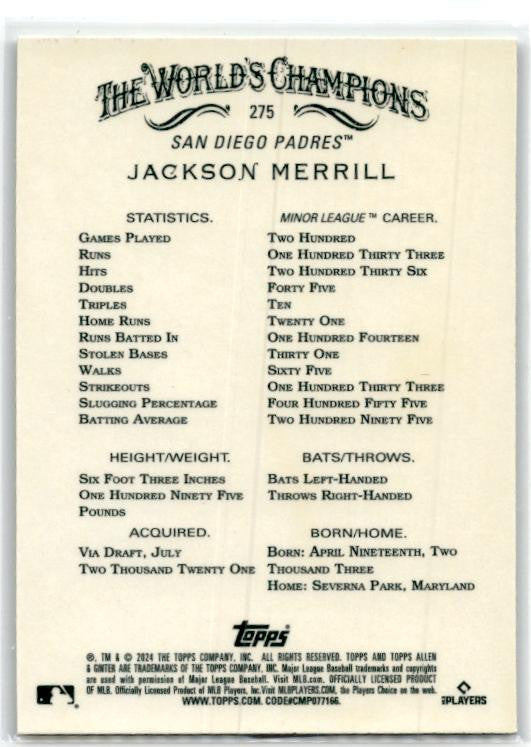 THE WORLD'S CHAMPIONS
275
SAN DIEGO PADRES™
JACKSON MERRILL
STATISTICS. MINOR LEAGUE™ CAREER.
GAMES PLAYED TWO HUNDRED
RUNS ONE HUNDRED THIRTY THREE
HITS TWO HUNDRED THIRTY SIX
DOUBLES FORTY FIVE
TRIPLES TEN
HOME RUNS TWENTY ONE
RUNS BATTED IN ONE HUNDRED FOURTEEN
STOLEN BASES THIRTY ONE
WALKS SIXTY FIVE
STRIKEOUTS ONE HUNDRED THIRTY THREE
SLUGGING PERCENTAGE FOUR HUNDRED FIFTY FIVE
BATTING AVERAGE TWO HUNDRED NINETY FIVE
HEIGHT/WEIGHT.
SIX FOOT THREE INCHES
ONE HUNDRED NINETY FIVE
POUNDS
BATS/THROWS.
BATS LEFT-HANDED
THROWS RIGHT-HANDED
ACQUIRED.
VIA DRAFT, JULY
TWO THOUSAND TWENTY ONE
BORN/HOME.
BORN: APRIL NINETEENTH, TWO
THOUSAND THREE
HOME: SEVERNA PARK, MARYLAND
Topps
®, TM & © 2024 THE TOPPS COMPANY, INC. ALL RIGHTS RESERVED. TOPPS AND TOPPS ALLEN
& GINTER ARE TRADEMARKS OF THE TOPPS COMPANY, INC. Major League Baseball trademarks and copyrights
are used with permission of Major League Baseball. Visit MLB.com. OFFICIALLY LICENSED PRODUCT
OF MLB. Officially Licensed Product of MLB Players, Inc. Visit MLBPLAYERS.COM, the Players Choice on the web.
WWW.TOPPS.COM. CODE#CMP077166.
PLAYERS